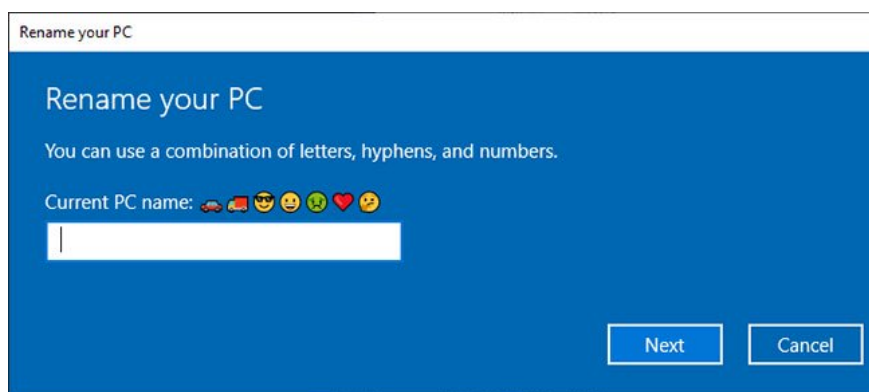 Rename your PC
Rename your PC
You can use a combination of letters, hyphens, and numbers.
Current PC name: 🚗🚚😎😀🤢❤🤔
Next
Cancel